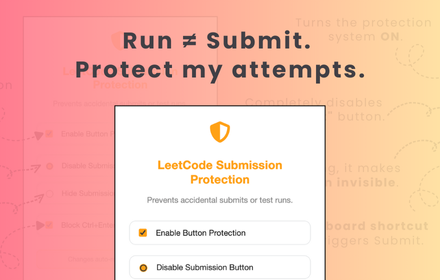 Run ≠ Submit.
Protect my attempts.
Turns the protection
system ON.
Completely disables
button.
it makes
invisible.
board shortcut
ggers Submit.
LeetCode Submission
Protection
Prevents accidental submits or test runs.
Enable Button Protection
Disable Submission Button